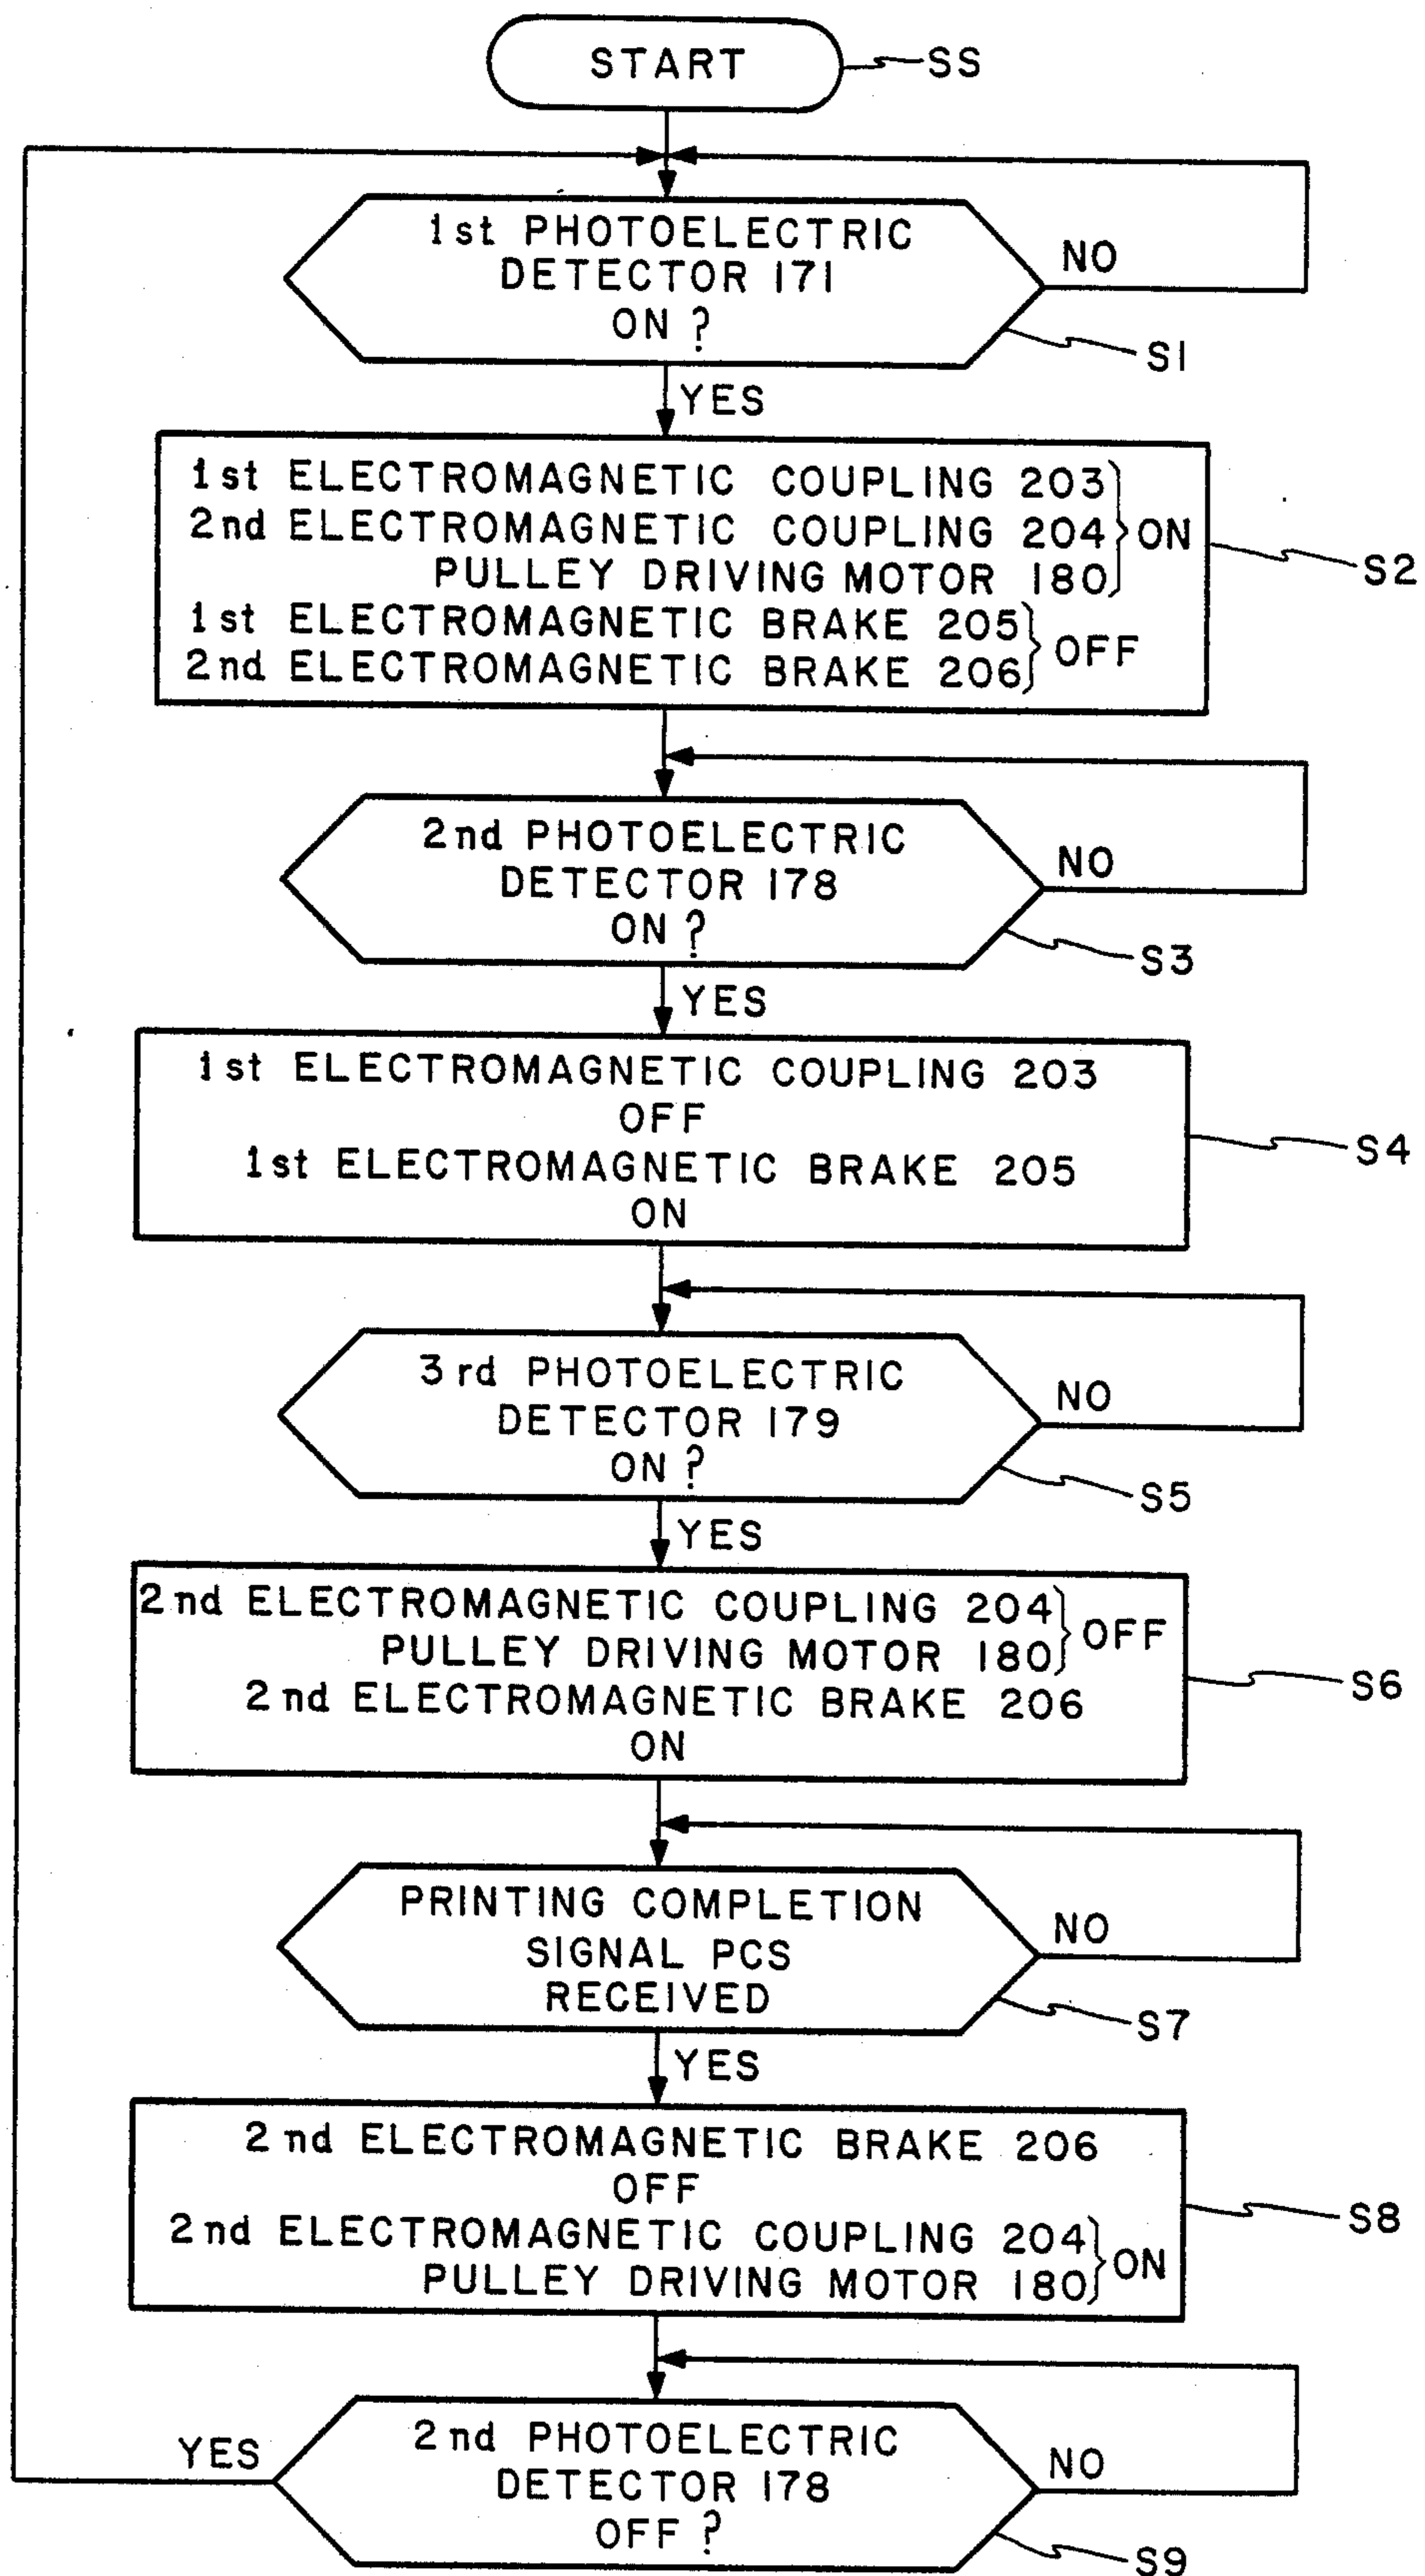 START
SS
1st PHOTOELECTRIC
DETECTOR 171
ON ?
NO
S1
YES
1st ELECTROMAGNETIC COUPLING 203
2nd ELECTROMAGNETIC COUPLING 204
ON
PULLEY DRIVING MOTOR 180
S2
1st ELECTROMAGNETIC BRAKE 205
OFF
2nd ELECTROMAGNETIC BRAKE 206
2nd PHOTOELECTRIC
DETECTOR 178
ON ?
NO
S3
YES
1st ELECTROMAGNETIC COUPLING 203
OFF
1st ELECTROMAGNETIC BRAKE 205
ON
S4
3rd PHOTOELECTRIC
DETECTOR 179
ON ?
NO
S5
YES
2nd ELECTROMAGNETIC COUPLING 204
PULLEY DRIVING MOTOR 180
OFF
2nd ELECTROMAGNETIC BRAKE 206
ON
S6
PRINTING COMPLETION
SIGNAL PCS
RECEIVED
NO
S7
YES
2nd ELECTROMAGNETIC BRAKE 206
OFF
2nd ELECTROMAGNETIC COUPLING 204
PULLEY DRIVING MOTOR 180
ON
S8
YES
2nd PHOTOELECTRIC
DETECTOR 178
OFF ?
NO
S9